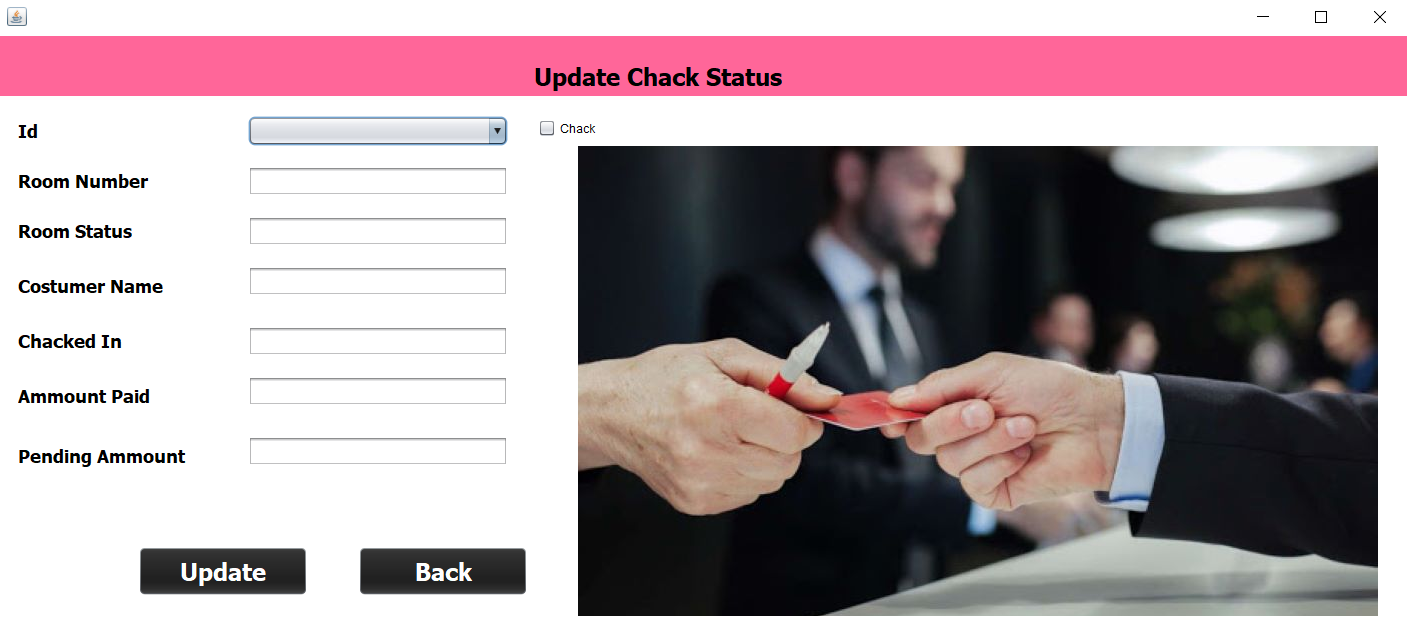 Update Chack Status
Id
Chack
Room Number
Room Status
Costumer Name
Chacked In
Ammount Paid
Pending Ammount
Update
Back